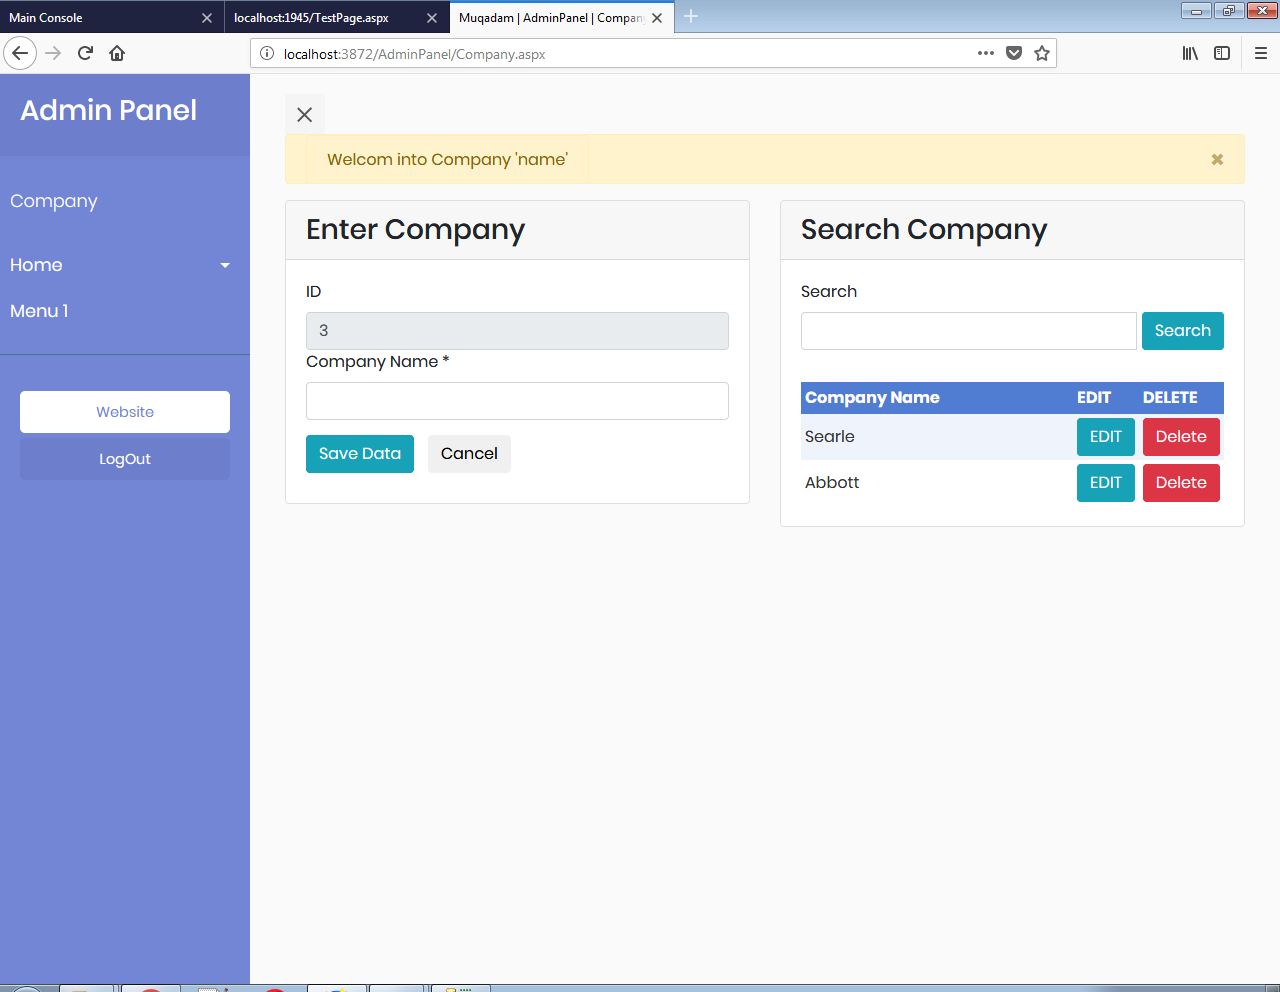 Main Console
localhost:1945/TestPage.aspx
Muqadam | AdminPanel | Company
localhost:3872/AdminPanel/Company.aspx
Admin Panel
Company
Home
Menu 1
Website
LogOut
Welcom into Company 'name'
Enter Company
ID
3
Company Name *
Save Data
Cancel
Search Company
Search
Search
Company Name EDIT DELETE
Searle EDIT Delete
Abbott EDIT Delete